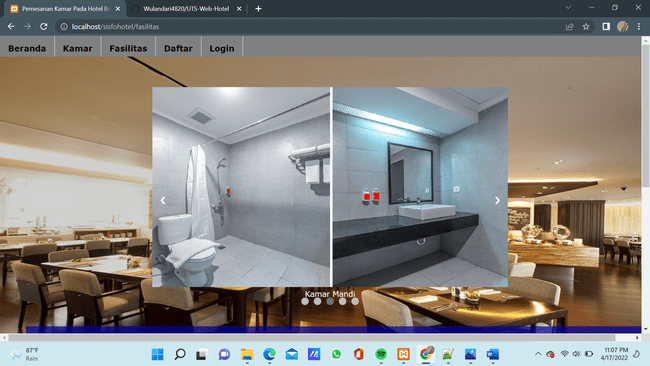 Pemesanan Kamar Pada Hotel B
Wulandari4820/UTS-Web-Hotel
localhost/sisfohotel/fasilitas
Beranda
Kamar
Fasilitas
Daftar
Login
Kamar Mandi
87°F
Rain
11:07 PM
4/17/2022